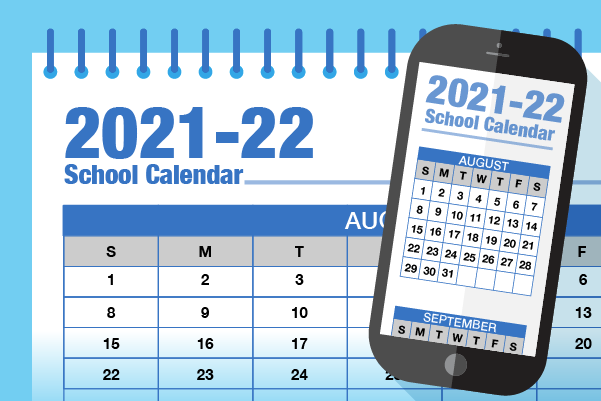 2021-22
School Calendar
AUG
S M T F
1 2 3 6
8 9 10 13
15 16 17 20
22 23 24
2021-22
School Calendar
AUGUST
S M T W T F S
1 2 3 4 5 6 7
8 9 10 11 12 13 14
15 16 17 18 19 20 21
22 23 24 25 26 27 28
29 30 31
SEPTEMBER
S M T W T F S